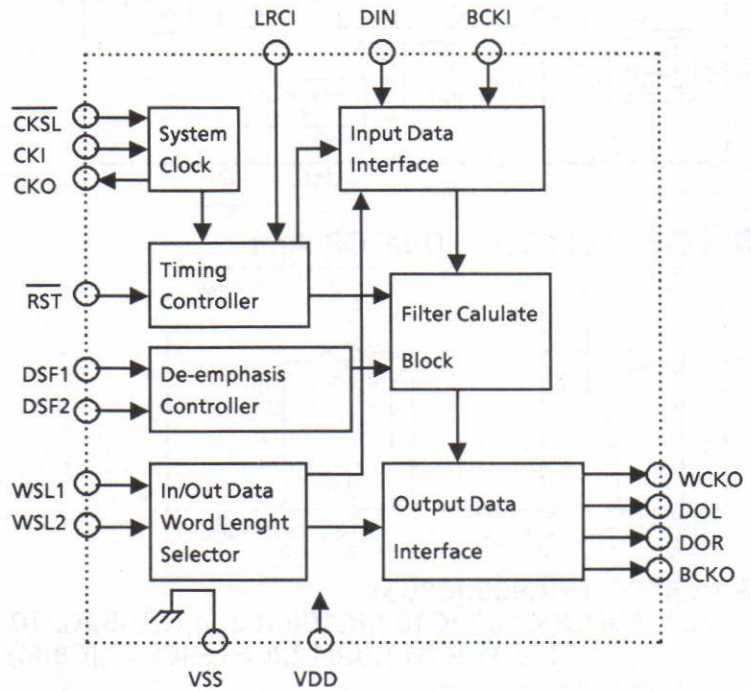 LRCI DIN BCKI
CKSL
CKI
CKO
System
Clock
Input Data
Interface
RST
Timing
Controller
Filter Calulate
Block
DSF1
DSF2
De-emphasis
Controller
WSL1
WSL2
In/Out Data
Word Lenght
Selector
Output Data
Interface
WCKO
DOL
DOR
BCKO
VSS VDD